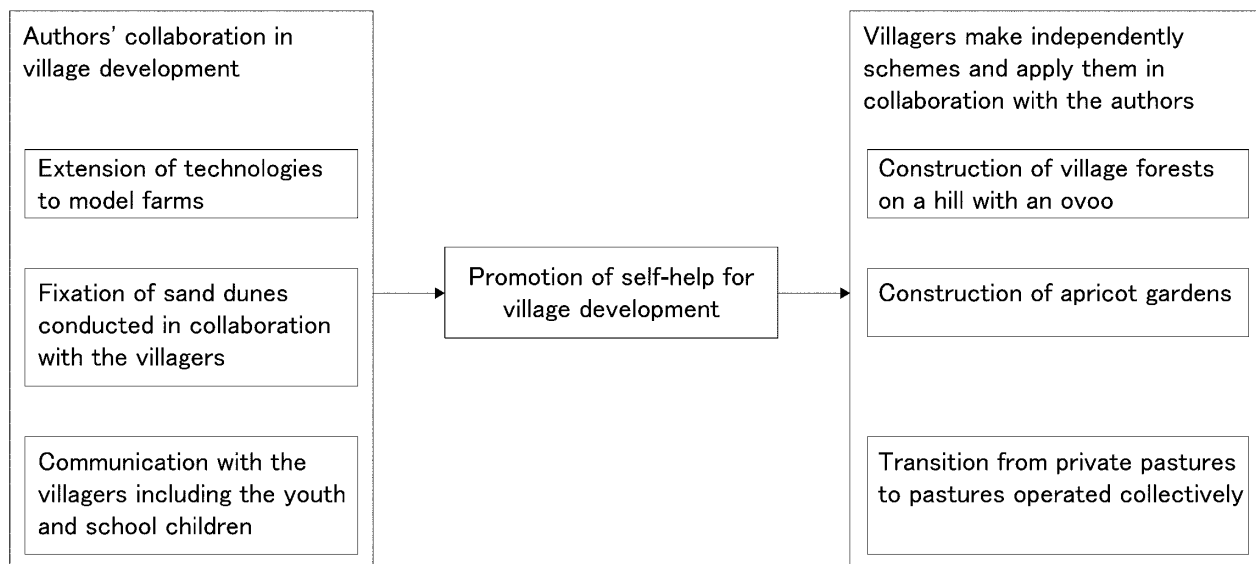 Authors' collaboration in
village development
Extension of technologies
to model farms
Fixation of sand dunes
conducted in collaboration
with the villagers
Communication with the
villagers including the youth
and school children
Promotion of self-help for
village development
Villagers make independently
schemes and apply them in
collaboration with the authors
Construction of village forests
on a hill with an ovoo
Construction of apricot gardens
Transition from private pastures
to pastures operated collectively